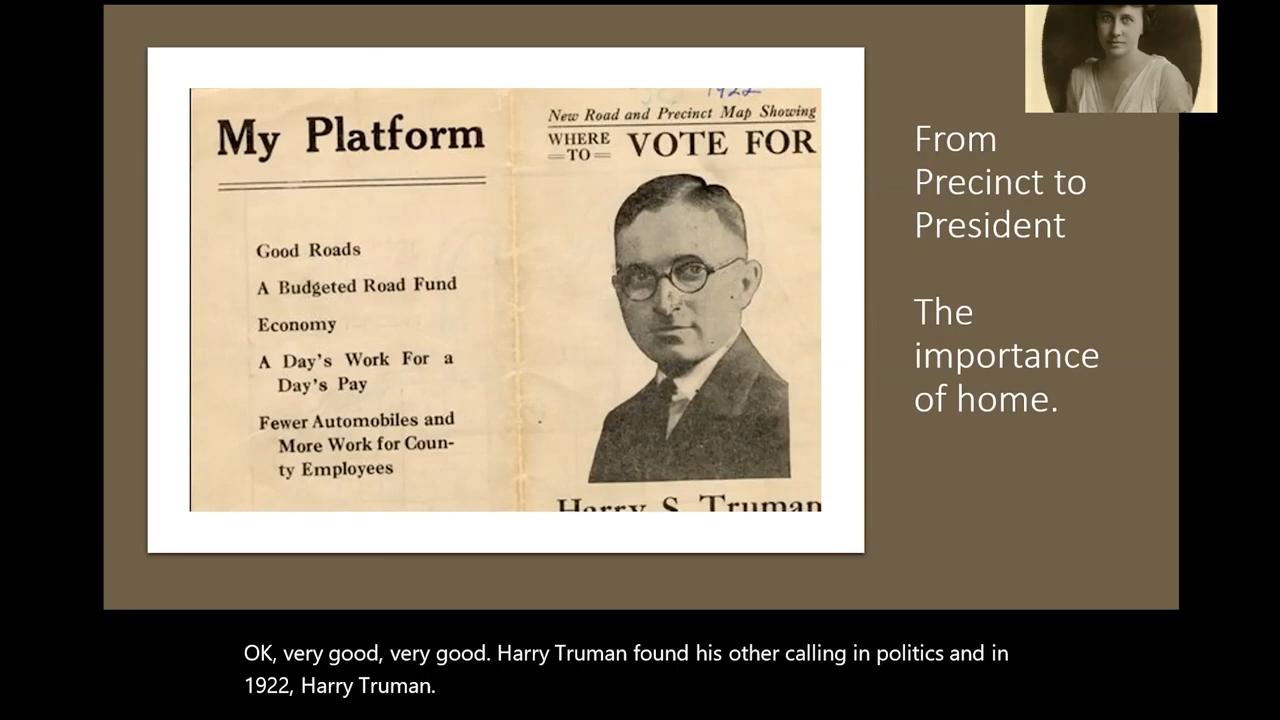 My Platform
Good Roads
A Budgeted Road Fund
Economy
A Day's Work For a
Day's Pay
Fewer Automobiles and
More Work for Coun-
ty Employees
1922
New Road and Precinct Map Showing
WHERE
TO
VOTE FOR
Harry S. Truman
From
Precinct to
President
The
importance
of home.
OK, very good, very good. Harry Truman found his other calling in politics and in
1922, Harry Truman.